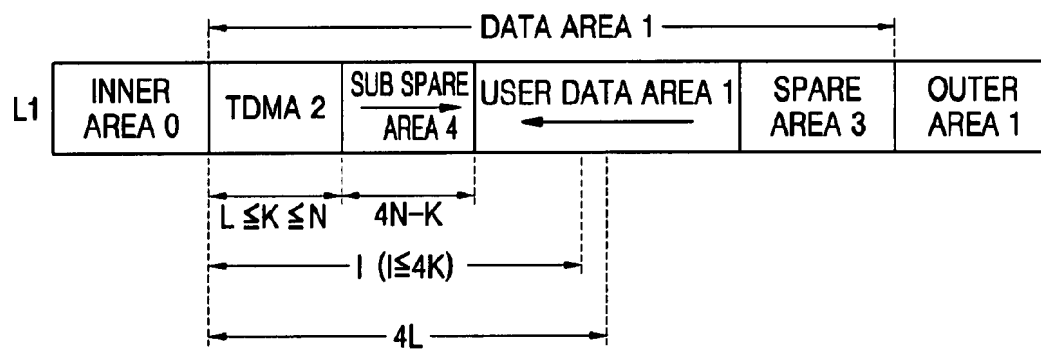 DATA AREA 1
L1
INNER AREA 0
TDMA 2
SUB SPARE AREA 4
USER DATA AREA 1
SPARE AREA 3
OUTER AREA 1
L ≦K ≦N
4N-K
I (I≦4K)
4L